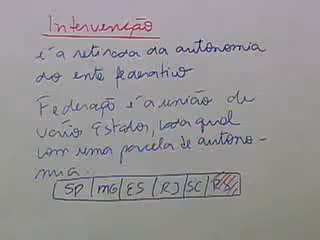 Intervenção
é a retirada da autonomia
do ente federativo
Federação é a união de
vário Estados, cada qual
com uma parcela de autono-
mia.
SP | MG | ES | RJ | SC |